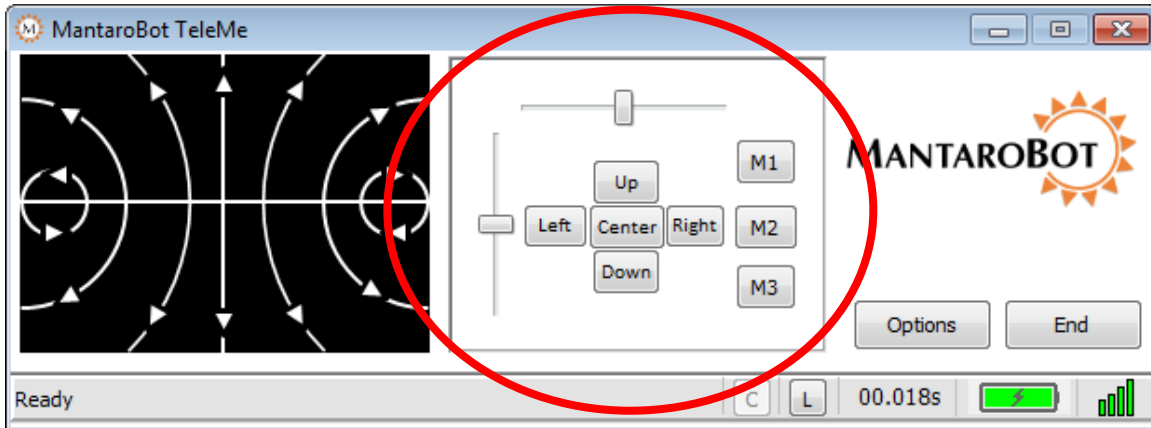 MantaroBot TeleMe
M1
MANTAROBOT
Up
Left Center Right M2
Down
M3
Options End
Ready C L 00.018s